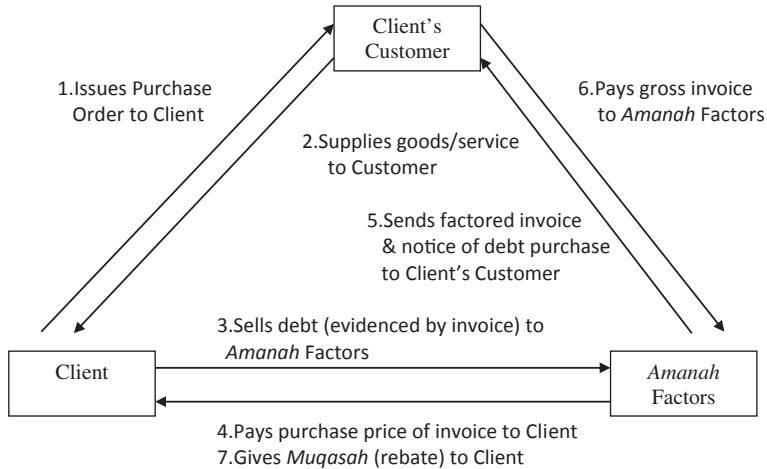 Client's
Customer
1.Issues Purchase
Order to Client
6.Pays gross invoice
to Amanah Factors
2.Supplies goods/service
to Customer
5.Sends factored invoice
& notice of debt purchase
to Client's Customer
3.Sells debt (evidenced by invoice) to
Amanah Factors
Client
Amanah
Factors
4.Pays purchase price of invoice to Client
7.Gives Muqasah (rebate) to Client